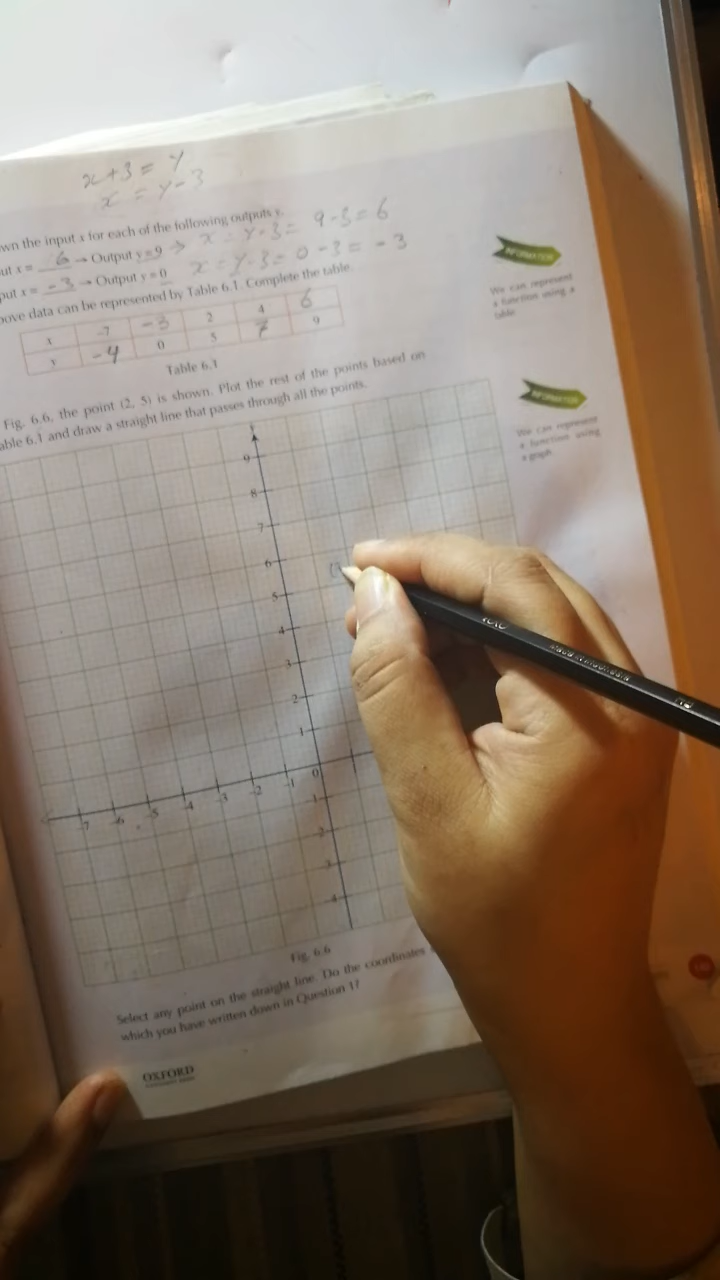 x+3 = y
x = y-3
wn the input x for each of the following outputs y.
ut x = 6 → Output y = 9 ⇒ x = y-3 = 9-3=6
put x = -3 → Output y = 0 x = y-3 = 0-3 = -3
ove data can be represented by Table 6.1. Complete the table.
x -7 -3 2 4 6
y -4 0 5 7 9
Table 6.1
INFORMATION
We can represent
a function using a
table.
Fig. 6.6, the point (2, 5) is shown. Plot the rest of the points based on
able 6.1 and draw a straight line that passes through all the points.
INFORMATION
We can represent
a function using
a graph.
y
9
8
7
6
5
4
3
2
1
-7 -6 -5 -4 -3 -2 -1 0
-1
-2
-3
-4
Fig. 6.6
Select any point on the straight line. Do the coordinates
which you have written down in Question 1?
OXFORD